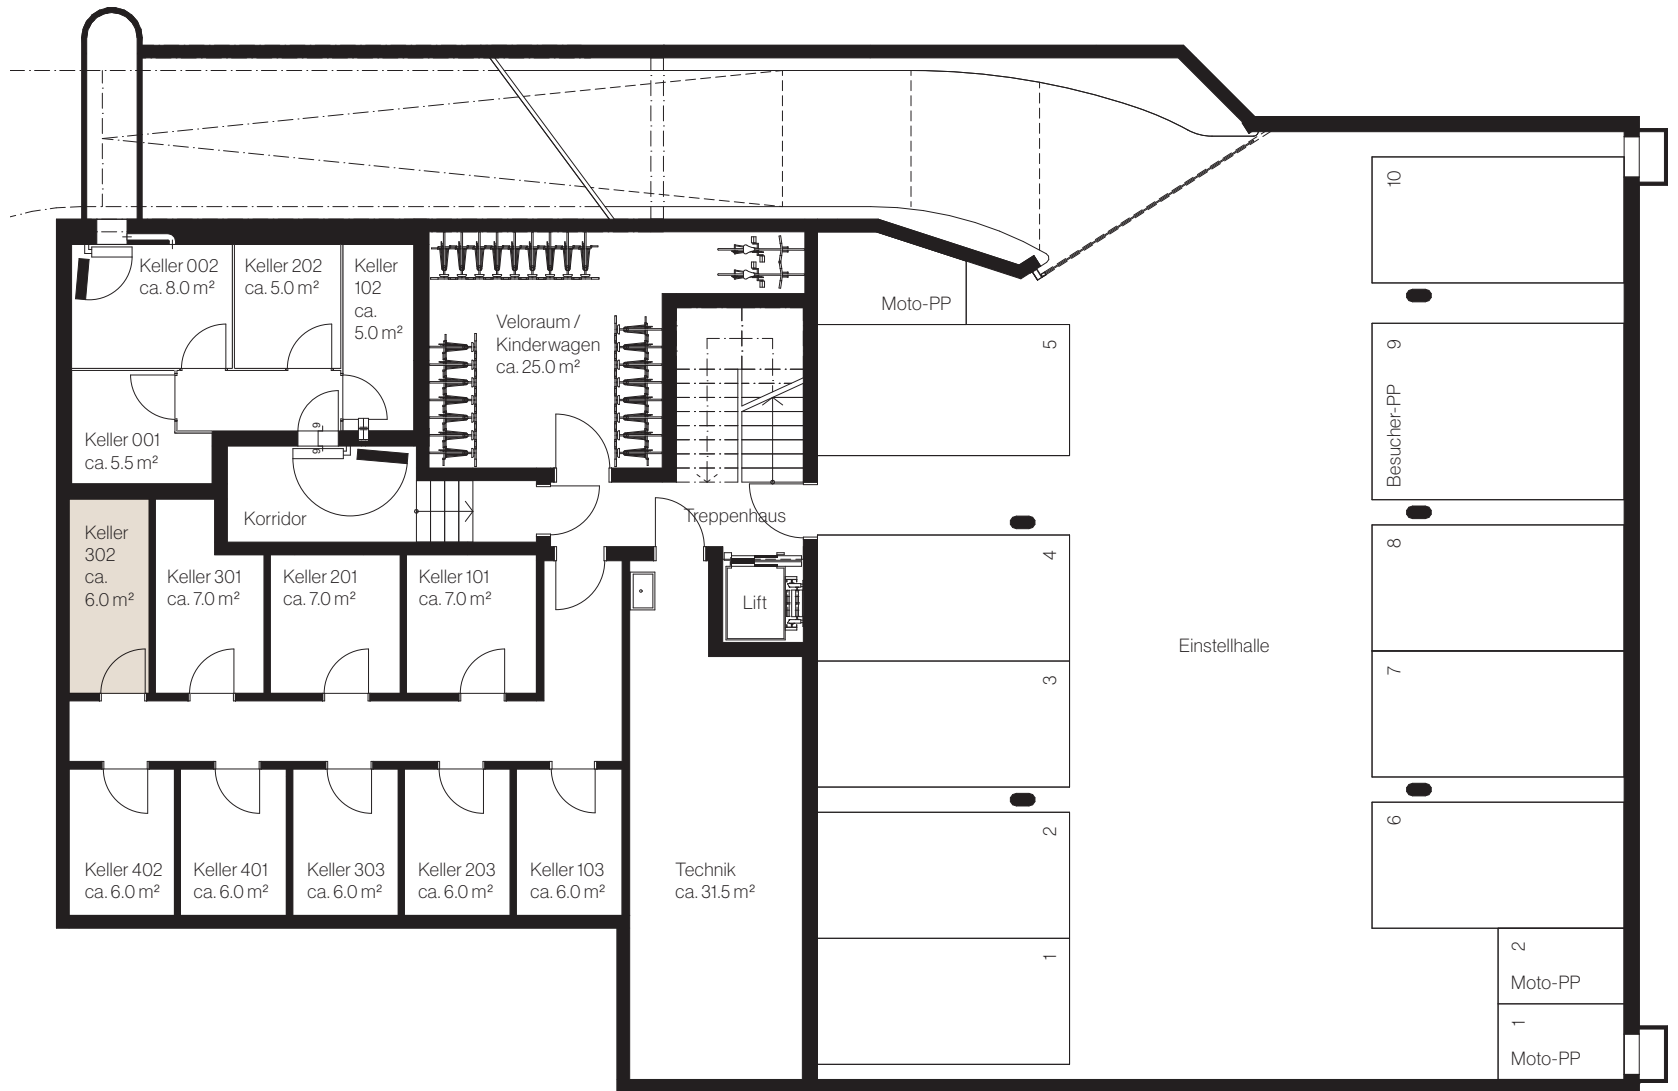 10
Keller 002
ca. 8.0 m²
Keller 202
ca. 5.0 m²
Keller
102
ca.
5.0 m²
Moto-PP
Veloraum /
Kinderwagen
ca. 25.0 m²
5
9
Besucher-PP
Keller 001
ca. 5.5 m²
9
9
Korridor
Treppenhaus
Keller
302
ca.
6.0 m²
Keller 301
ca. 7.0 m²
Keller 201
ca. 7.0 m²
Keller 101
ca. 7.0 m²
Lift
4
8
Einstellhalle
3
7
2
6
Keller 402
ca. 6.0 m²
Keller 401
ca. 6.0 m²
Keller 303
ca. 6.0 m²
Keller 203
ca. 6.0 m²
Keller 103
ca. 6.0 m²
Technik
ca. 31.5 m²
1
2
Moto-PP
1
Moto-PP